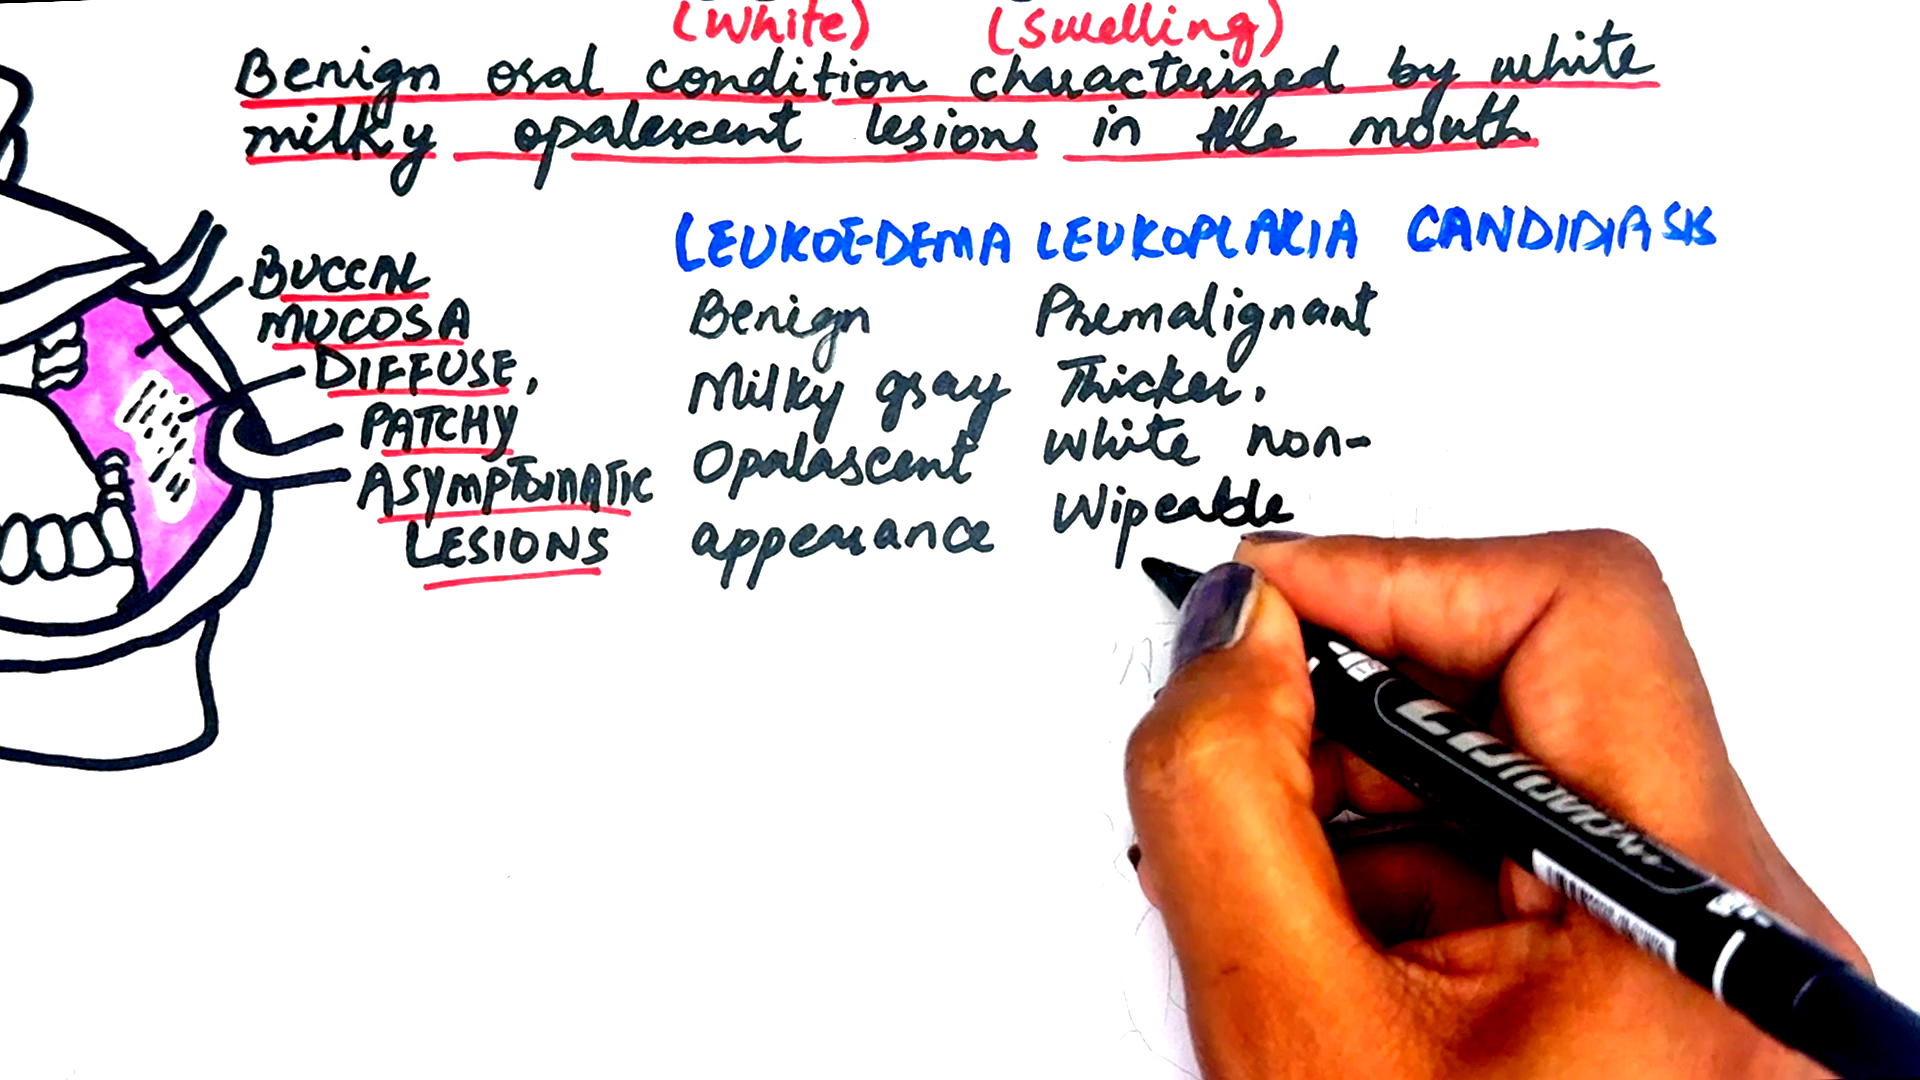 (white) (swelling)
Benign oral condition characterized by white
milky opalescent lesions in the mouth
LEUKOEDEMA LEUKOPLAKIA CANDIDIASIS
BUCCAL
MUCOSA
DIFFUSE,
PATCHY
ASYMPTOMATIC
LESIONS
Benign
Milky gray
Opalascent
appearance
Premalignant
Thicker,
white non-
Wipeable